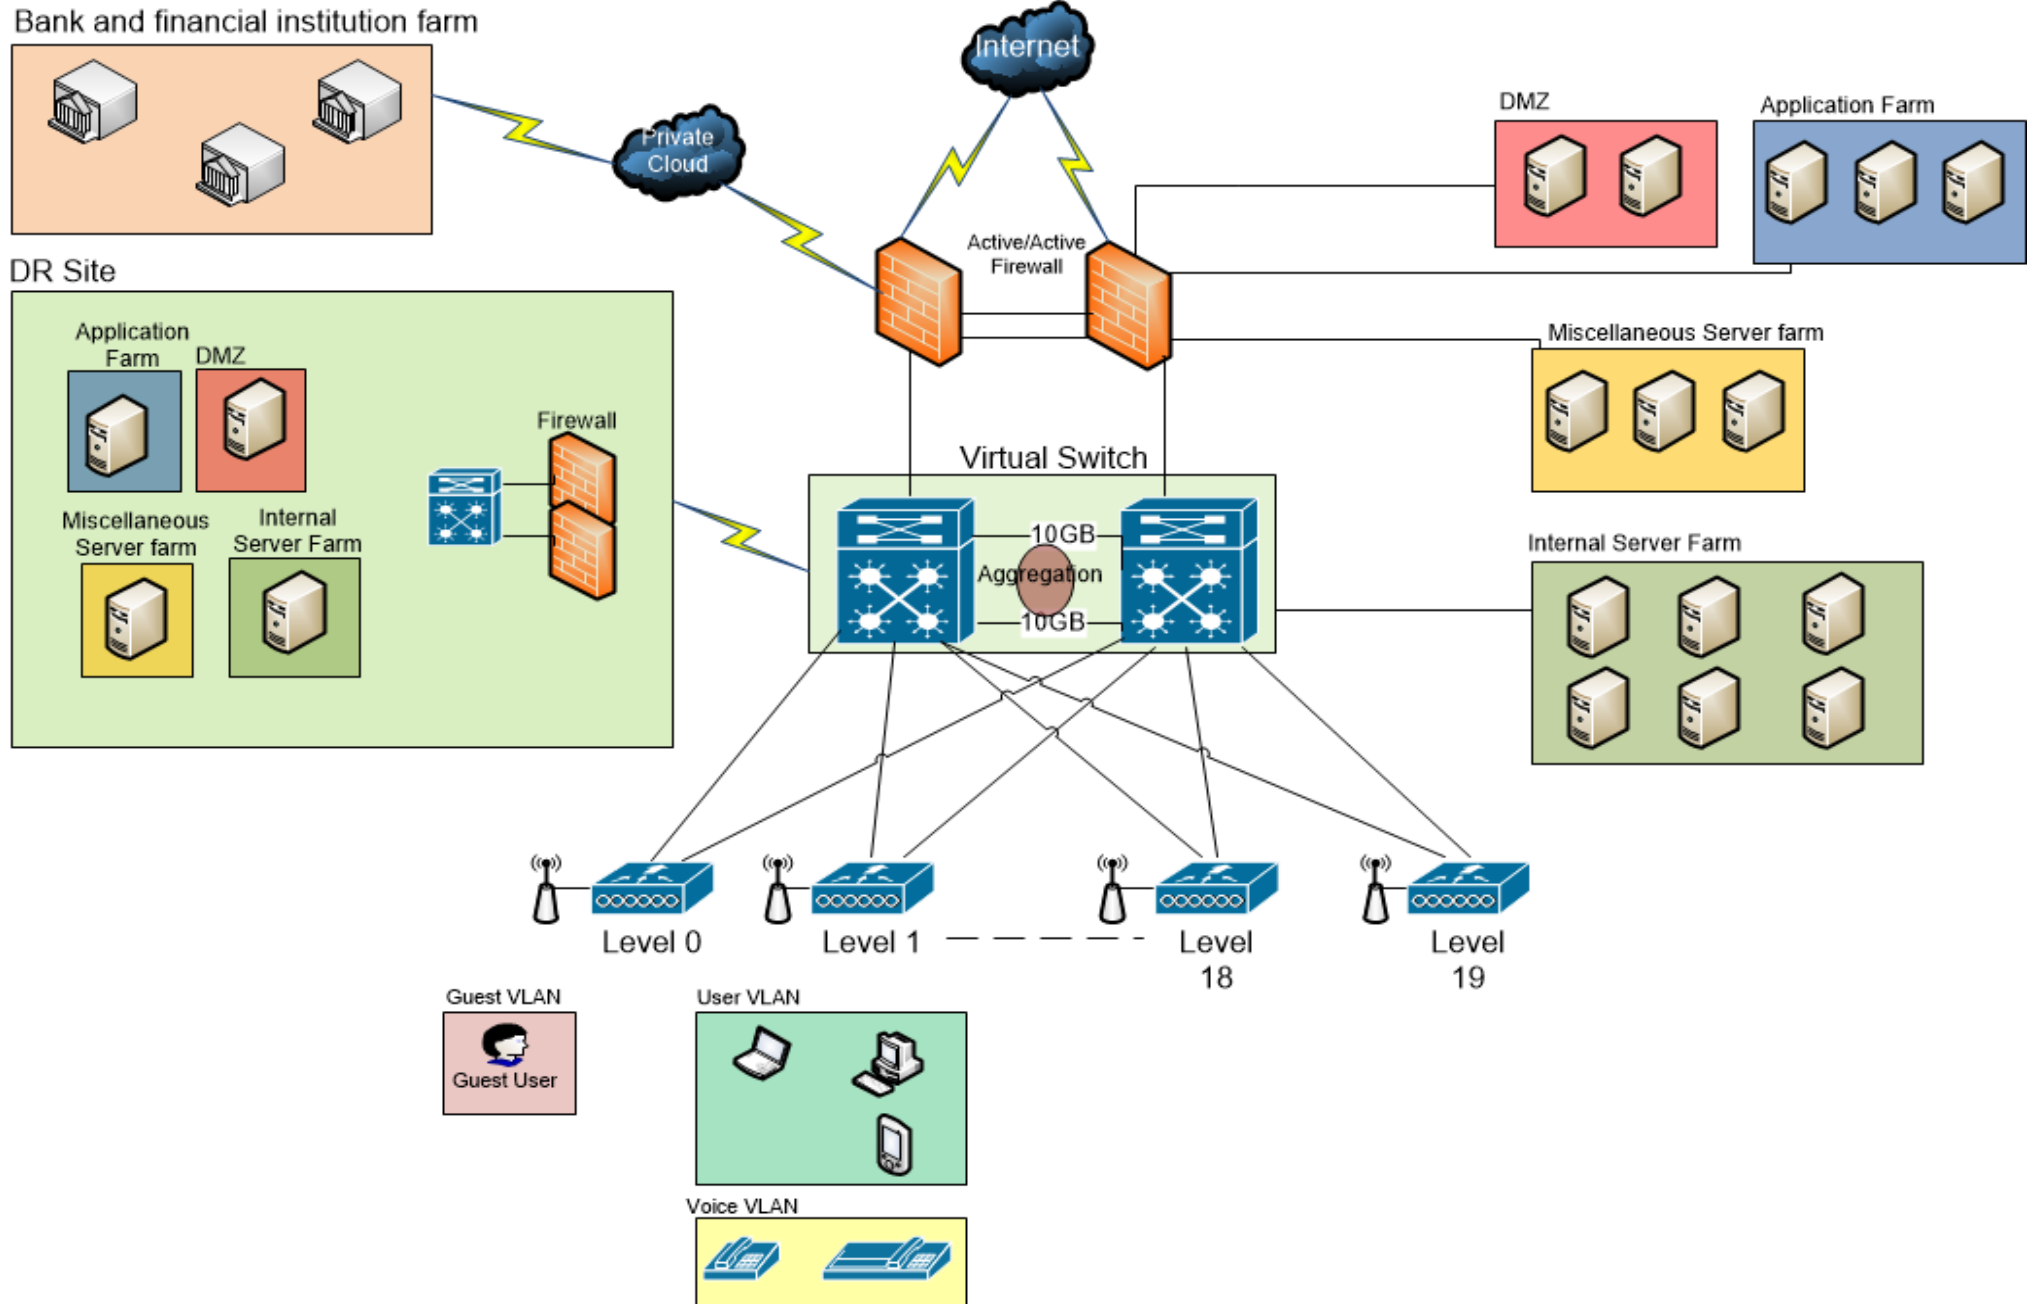 Bank and financial institution farm
Internet
Private
Cloud
DMZ
Application Farm
Active/Active
Firewall
DR Site
Application
Farm
DMZ
Miscellaneous
Server farm
Internal
Server Farm
Firewall
Miscellaneous Server farm
Virtual Switch
10GB
Aggregation
10GB
Internal Server Farm
Level 0
Level 1
Level
18
Level
19
Guest VLAN
Guest User
User VLAN
Voice VLAN